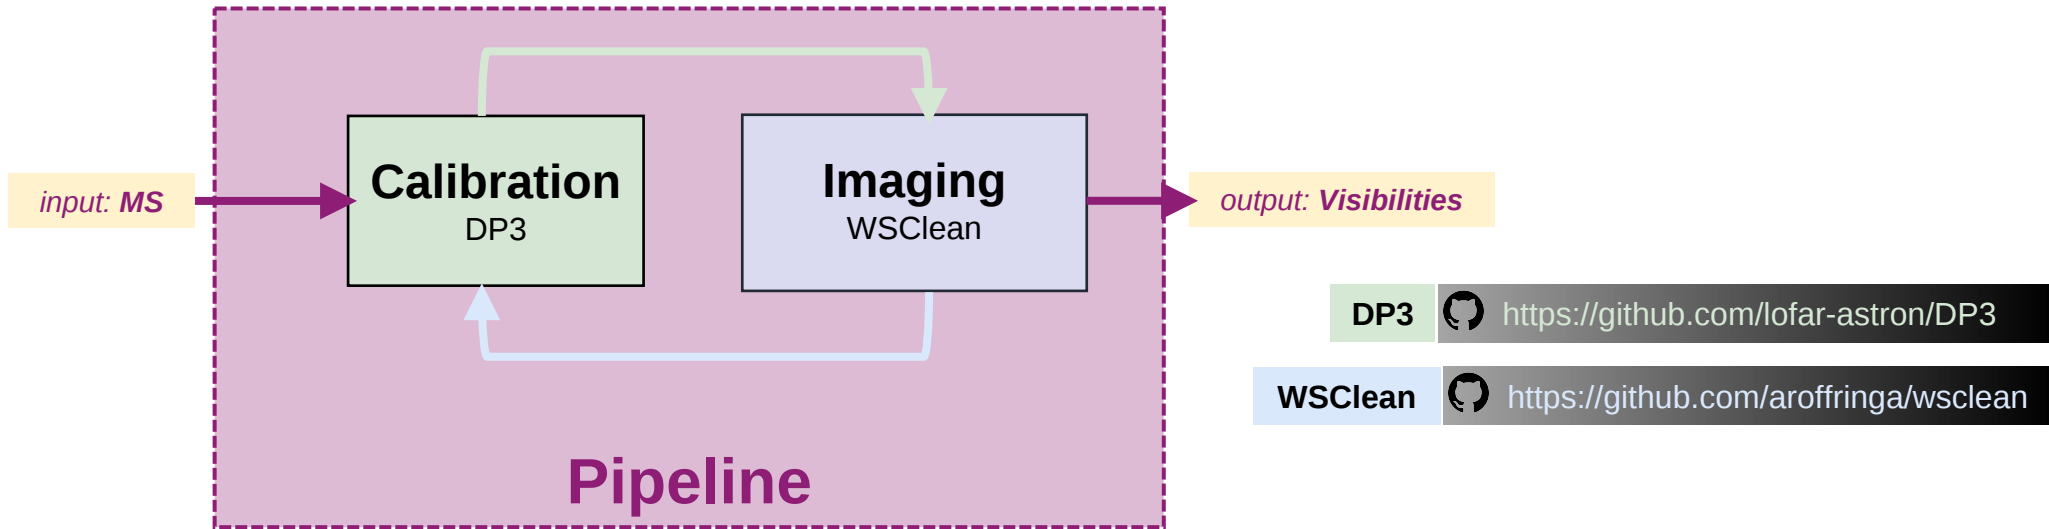 input: MS
Calibration
DP3
Imaging
WSClean
output: Visibilities
Pipeline
DP3 https://github.com/lofar-astron/DP3
WSClean https://github.com/aroffringa/wsclean